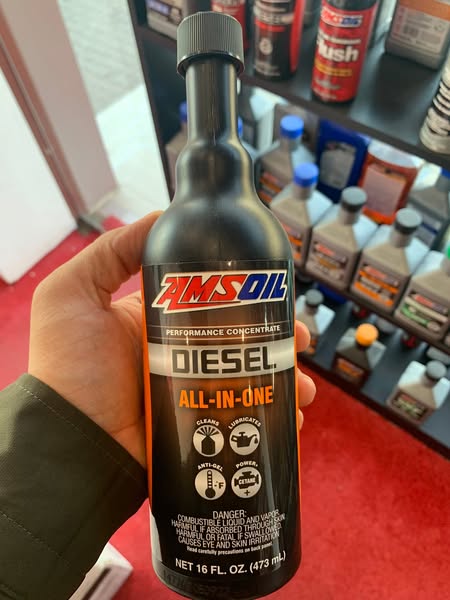 AMSOIL
lush
AMSOIL
PERFORMANCE CONCENTRATE
DIESEL
ALL-IN-ONE
CLEANS
LUBRICATES
ANTI-GEL
-°F
POWER+
CETANE
+
DANGER:
COMBUSTIBLE LIQUID AND VAPOR.
HARMFUL IF ABSORBED THROUGH SKIN.
HARMFUL OR FATAL IF SWALLOWED.
CAUSES EYE AND SKIN IRRITATION.
Read carefully precautions on back panel.
NET 16 FL. OZ. (473 mL)